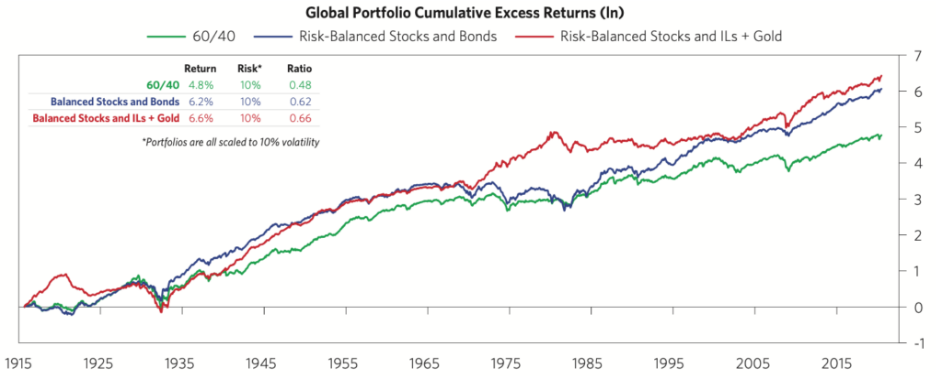 Global Portfolio Cumulative Excess Returns (ln)
60/40 Risk-Balanced Stocks and Bonds Risk-Balanced Stocks and ILs + Gold
Return Risk* Ratio
60/40 4.8% 10% 0.48
Balanced Stocks and Bonds 6.2% 10% 0.62
Balanced Stocks and ILs + Gold 6.6% 10% 0.66
*Portfolios are all scaled to 10% volatility
7
6
5
4
3
2
1
0
-1
1915 1925 1935 1945 1955 1965 1975 1985 1995 2005 2015